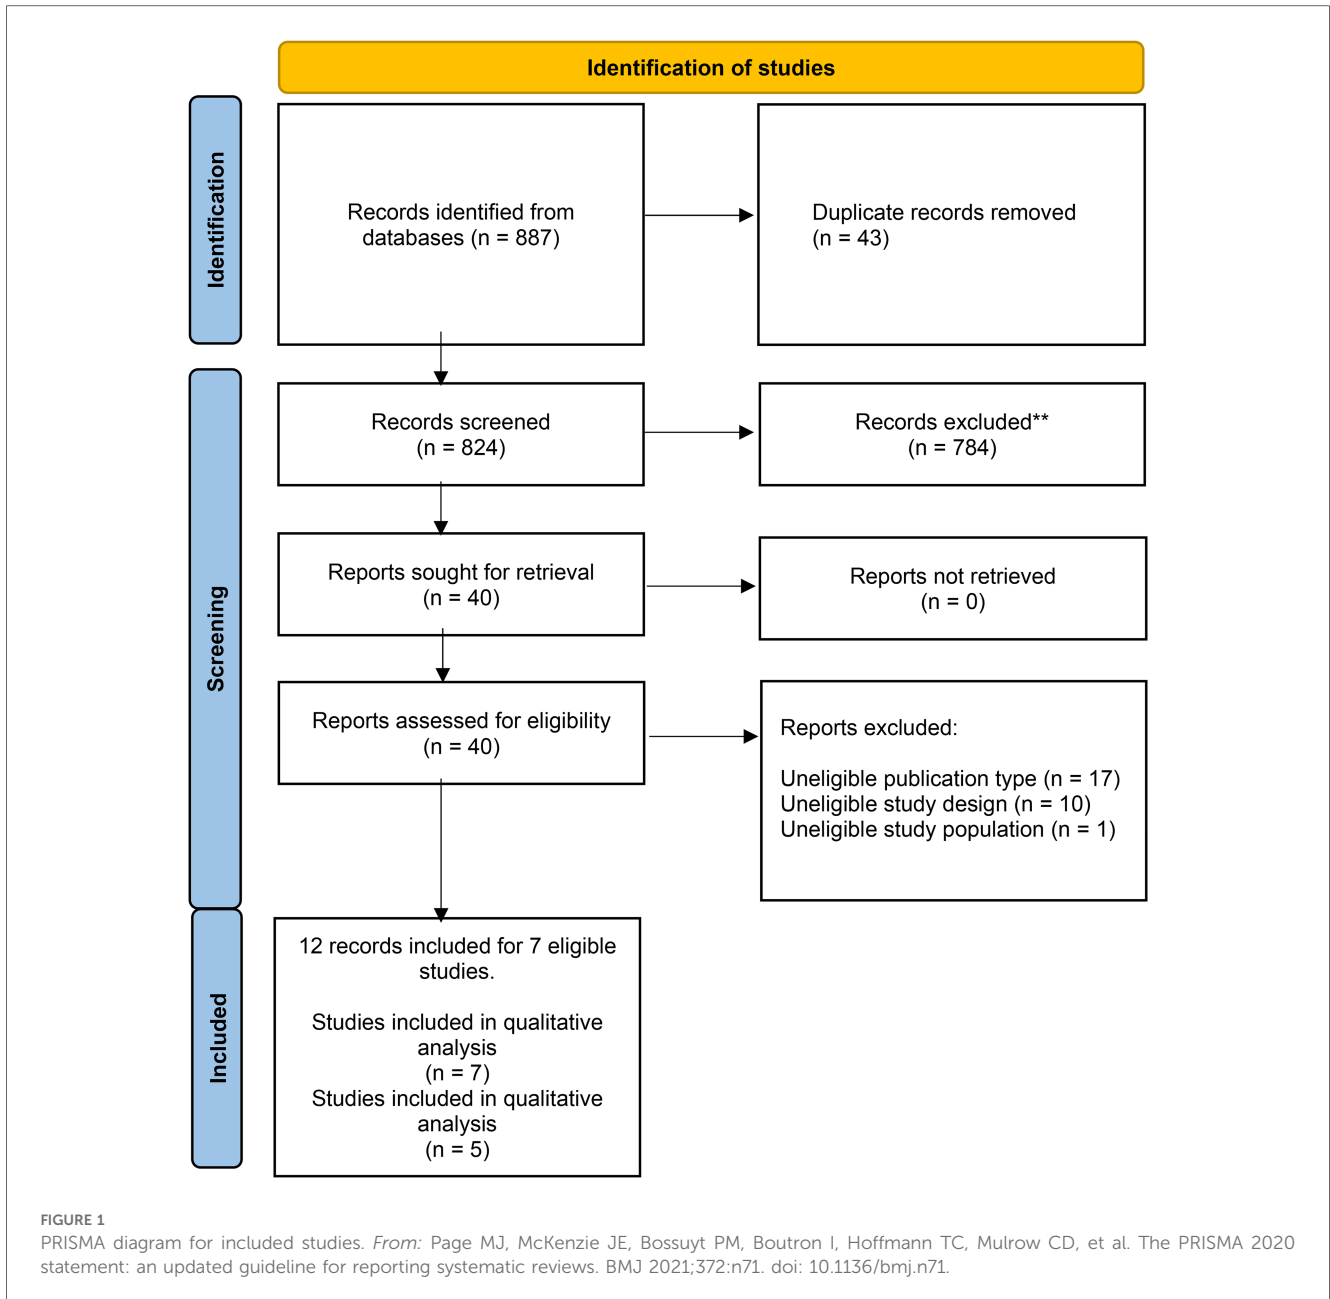 Identification of studies
Identification
Records identified from
databases (n = 887)
Duplicate records removed
(n = 43)
Screening
Records screened
(n = 824)
Records excluded**
(n = 784)
Reports sought for retrieval
(n = 40)
Reports not retrieved
(n = 0)
Reports assessed for eligibility
(n = 40)
Reports excluded:
Uneligible publication type (n = 17)
Uneligible study design (n = 10)
Uneligible study population (n = 1)
Included
12 records included for 7 eligible
studies.
Studies included in qualitative
analysis
(n = 7)
Studies included in qualitative
analysis
(n = 5)
FIGURE 1
PRISMA diagram for included studies. From: Page MJ, McKenzie JE, Bossuyt PM, Boutron I, Hoffmann TC, Mulrow CD, et al. The PRISMA 2020
statement: an updated guideline for reporting systematic reviews. BMJ 2021;372:n71. doi: 10.1136/bmj.n71.